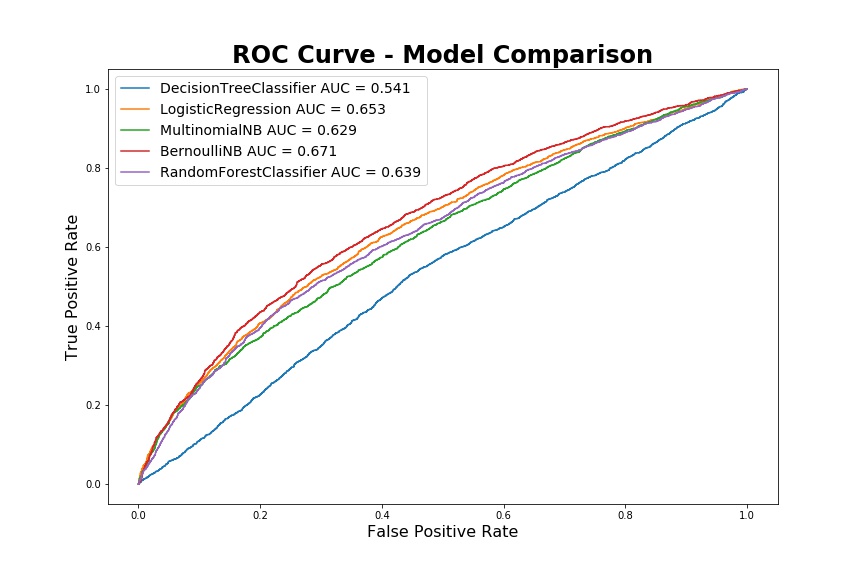 ROC Curve - Model Comparison
DecisionTreeClassifier AUC = 0.541
LogisticRegression AUC = 0.653
MultinomialNB AUC = 0.629
BernoulliNB AUC = 0.671
RandomForestClassifier AUC = 0.639
True Positive Rate
1.0
0.8
0.6
0.4
0.2
0.0
0.0 0.2 0.4 0.6 0.8 1.0
False Positive Rate